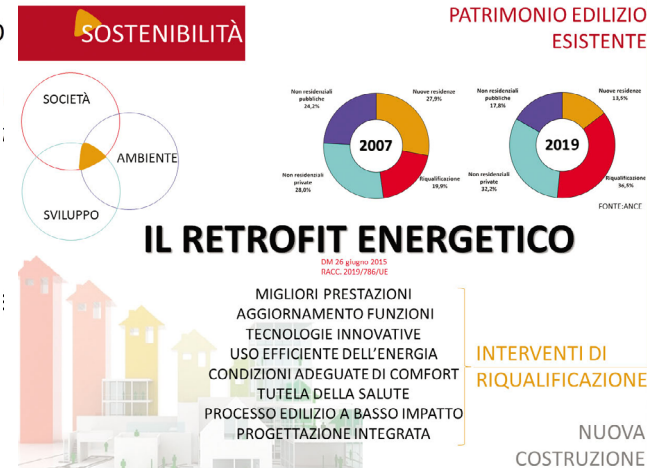 SOSTENIBILITÀ
PATRIMONIO EDILIZIO
ESISTENTE
SOCIETÀ
AMBIENTE
SVILUPPO
Non residenziali
pubbliche
24,2%
Nuove residenze
27,9%
2007
Non residenziali
private
28,0%
Riqualificazione
19,9%
Non residenziali
pubbliche
17,8%
Nuove residenze
13,5%
2019
Non residenziali
private
32,2%
Riqualificazione
36,5%
FONTE:ANCE
IL RETROFIT ENERGETICO
DM 26 giugno 2015
RACC. 2019/786/UE
MIGLIORI PRESTAZIONI
AGGIORNAMENTO FUNZIONI
TECNOLOGIE INNOVATIVE
USO EFFICIENTE DELL'ENERGIA
CONDIZIONI ADEGUATE DI COMFORT
TUTELA DELLA SALUTE
PROCESSO EDILIZIO A BASSO IMPATTO
PROGETTAZIONE INTEGRATA
INTERVENTI DI
RIQUALIFICAZIONE
NUOVA
COSTRUZIONE